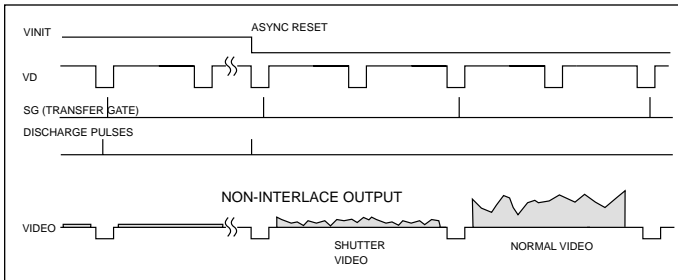 VINIT
ASYNC RESET
VD
SG (TRANSFER GATE)
DISCHARGE PULSES
NON-INTERLACE OUTPUT
VIDEO
SHUTTER
VIDEO
NORMAL VIDEO